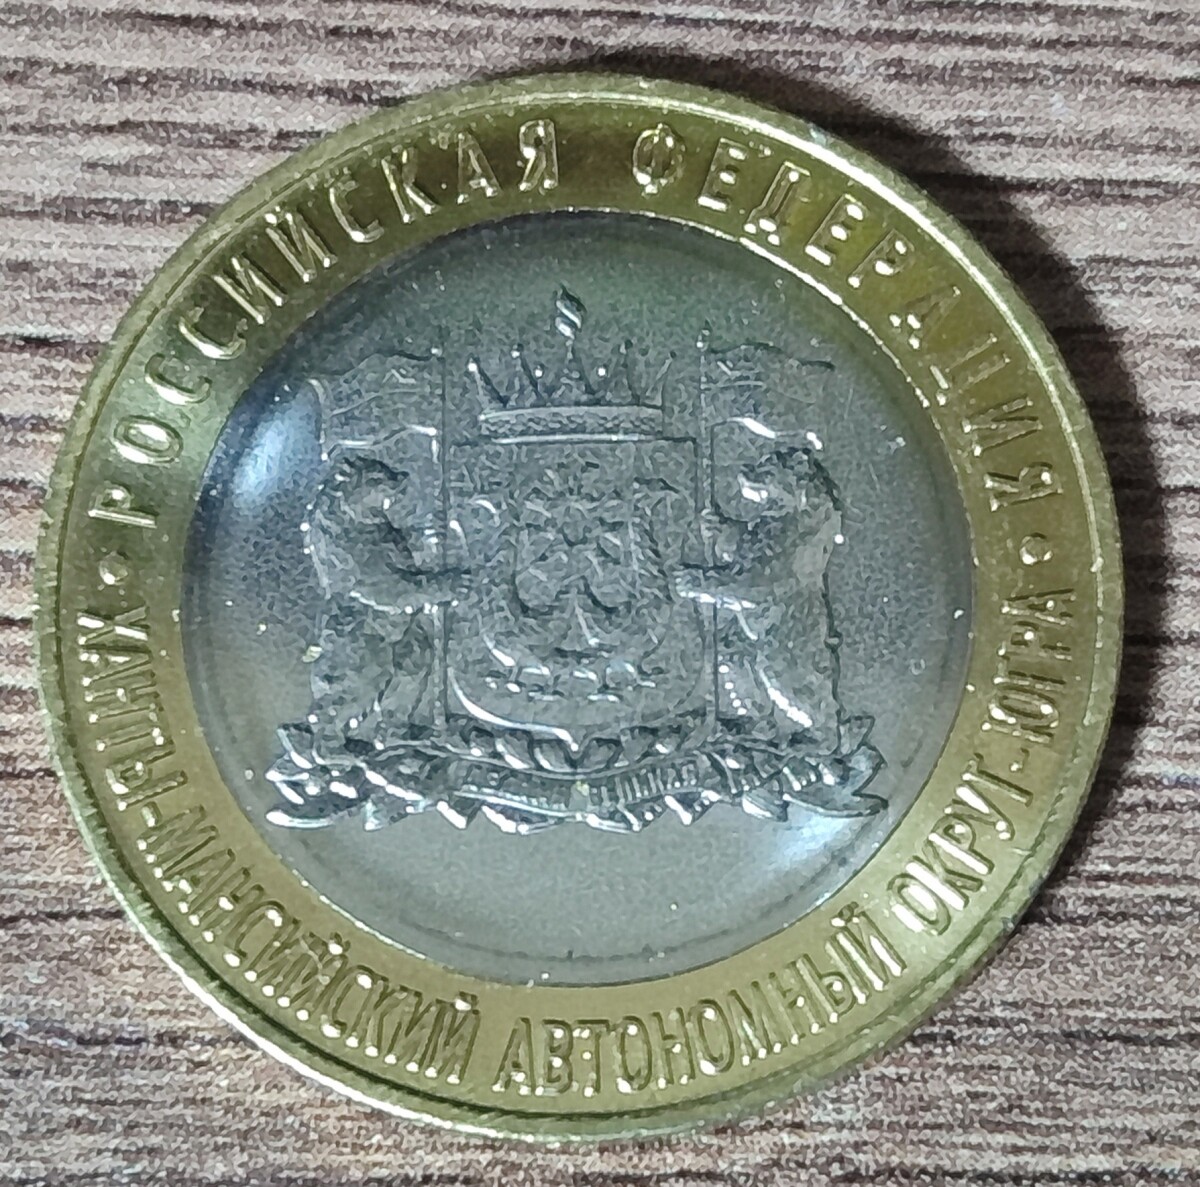 РОССИЙСКАЯ ФЕДЕРАЦИЯ
ХАНТЫ-МАНСИЙСКИЙ АВТОНОМНЫЙ ОКРУГ-ЮГРА